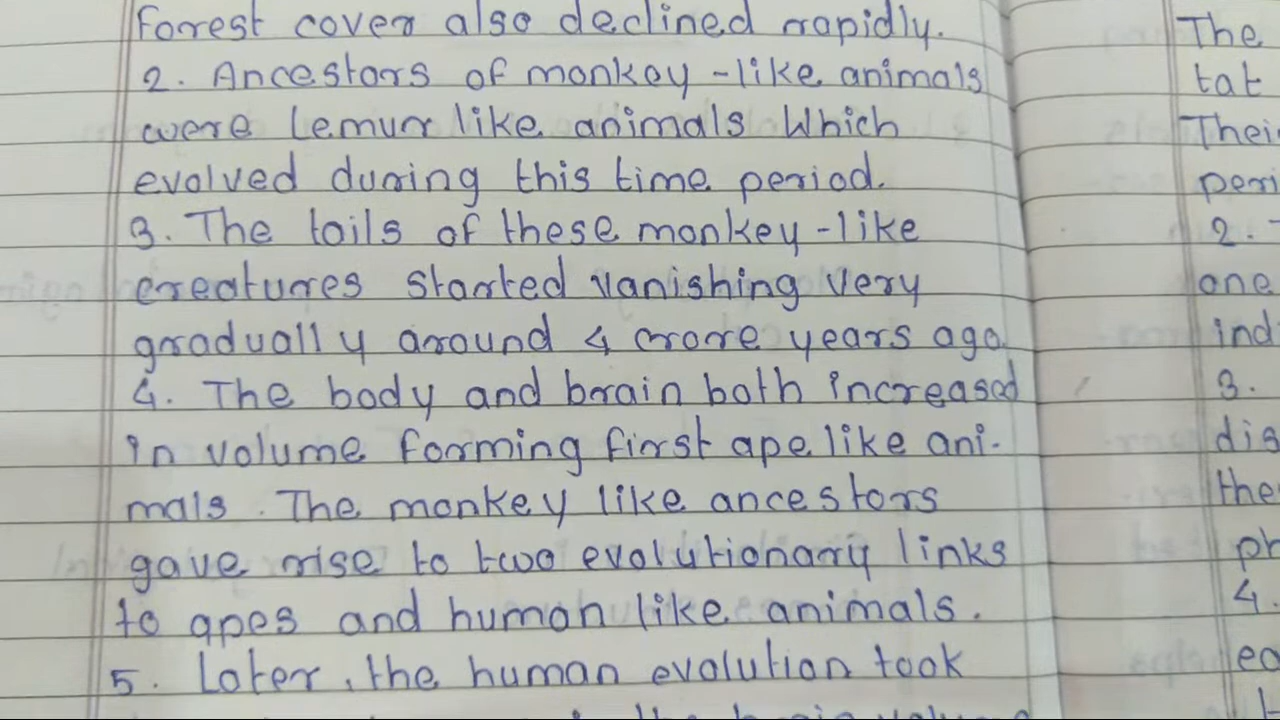 Forest cover also declined rapidly.
2. Ancestors of monkey-like animals
were lemur like animals Which
evolved during this time period.
3. The tails of these monkey-like
creatures started vanishing very
gradually around 4 crore years ago
4. The body and brain both increased
in volume forming first ape like ani-
mals. The monkey like ancestors
gave rise to two evolutionary links
to apes and human like animals.
5. Later, the human evolution took
the brain volume
The
tat
Thei
peri
2.
one
ind
3.
dis
the
ph
4.